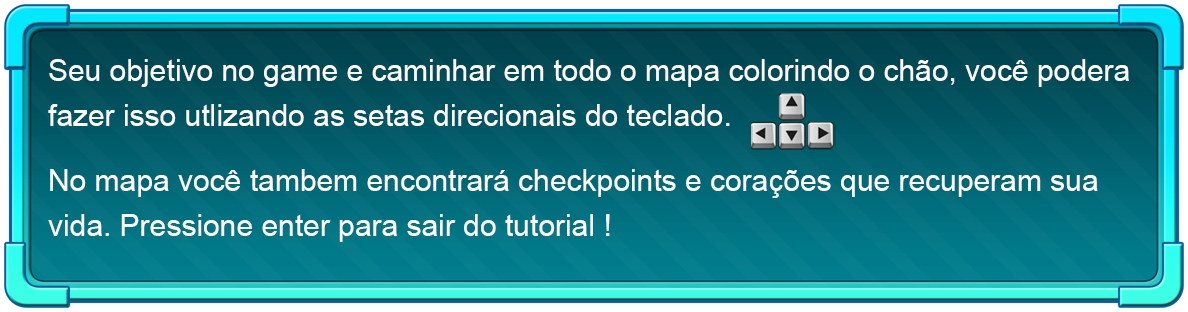 Seu objetivo no game e caminhar em todo o mapa colorindo o chão, você podera
fazer isso utlizando as setas direcionais do teclado.
No mapa você tambem encontrará checkpoints e corações que recuperam sua
vida. Pressione enter para sair do tutorial !